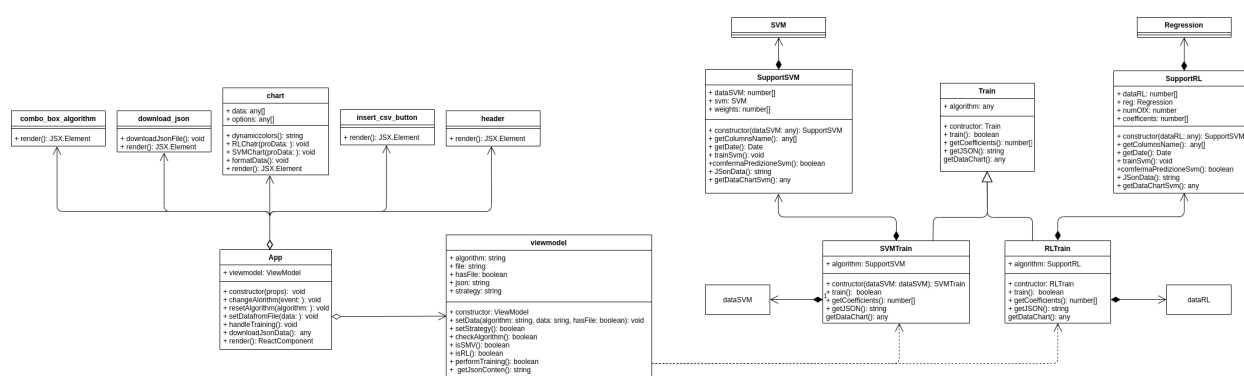 SVM
Regression
SupportSVM
+ dataSVM: number[]
+ svm: SVM
+ weights: number[]
+ constructor(dataSVM: any): SupportSVM
+ getColumnsName(): any[]
+ getDate(): Date
+ trainSvm(): void
+comfermaPredizioneSvm(): boolean
+ JSonData(): string
+ getDataChartSvm(): any
Train
+ algorithm: any
+ contructor: Train
+ train(): boolean
+ getCoefficients(): number[]
+ getJSON(): string
getDataChart(): any
SupportRL
+ dataRL: number[]
+ reg: Regression
+ numOfX: number
+ coefficents: number[]
+ constructor(dataRL: any): SupportSVM
+ getColumnsName(): any[]
+ getDate(): Date
+ trainSvm(): void
+comfermaPredizioneSvm(): boolean
+ JSonData(): string
+ getDataChartSvm(): any
combo_box_algorithm
+ render(): JSX.Element
download_json
+ downloadJsonFile(): void
+ render(): JSX.Element
chart
+ data: any[]
+ options: any[]
+ dynamiccolors(): string
+ RLChatr(proData: ): void
+ SVMChart(proData: ): void
+ formatData(): void
+ render(): JSX.Element
insert_csv_button
+ render(): JSX.Element
header
+ render(): JSX.Element
App
+ viewmodel: ViewModel
+ constructor(props): void
+ changeAlorithm(event: ): void
+ resetAlgorithm(algorithm: ): void
+ setDatafromFile(data: ): void
+ handleTraining(): void
+ downloadJsonData(): any
+ render(): ReactComponent
viewmodel
+ algorithm: string
+ file: string
+ hasFile: boolean
+ json: string
+ strategy: string
+ constructor: ViewModel
+ setData(algorithm: string, data: sring, hasFile: boolean): void
+ setStrategy(): boolean
+ checkAlgorithm(): boolean
+ isSMV(): boolean
+ isRL(): boolean
+ performTraining(): boolean
+ getJsonConten(): string
dataSVM
SVMTrain
+ algorithm: SupportSVM
+ constructor(dataSVM: dataSVM): SVMTrain
+ train(): boolean
+ getCoefficients(): number[]
+ getJSON(): string
getDataChart(): any
RLTrain
+ algorithm: SupportRL
+ contructor: RLTrain
+ train(): boolean
+ getCoefficients(): number[]
+ getJSON(): string
getDataChart(): any
dataRL